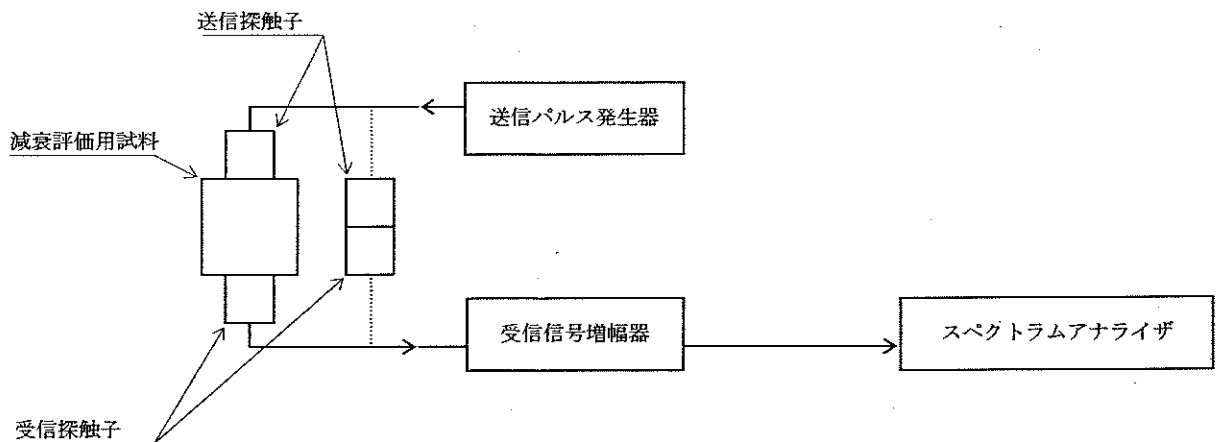 送信探触子
送信パルス発生器
減衰評価用試料
受信信号増幅器
スペクトラムアナライザ
受信探触子